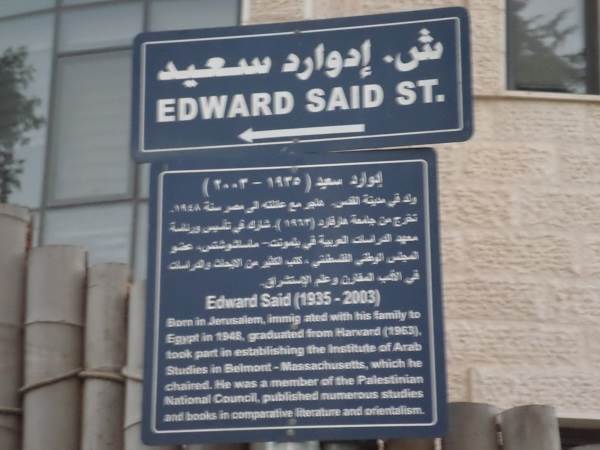 ش. إدوارد سعيد
EDWARD SAID ST.
إدوارد سعيد (١٩٣٥ - ٢٠٠٣)
ولد في مدينة القدس. هاجر مع عائلته الى مصر سنة ١٩٤٨.
تخرج من جامعة هارفارد (١٩٦٣). شارك في تأسيس ورئاسة
معهد الدراسات العربية في بلمونت- ماساشوشتس، عضو
المجلس الوطني الفلسطيني، كتب الكثير من الابحاث والدراسات
في الأدب المقارن وعلم الإستشراق.
Edward Said (1935 - 2003)
Born in Jerusalem, immig ated with his family to
Egypt in 1948, graduated from Harvard (1963),
took part in establishing the Institute of Arab
Studies in Belmont - Massachusetts, which he
chaired. He was a member of the Palestinian
National Council, published numerous studies
and books in comparative literature and orientalism.